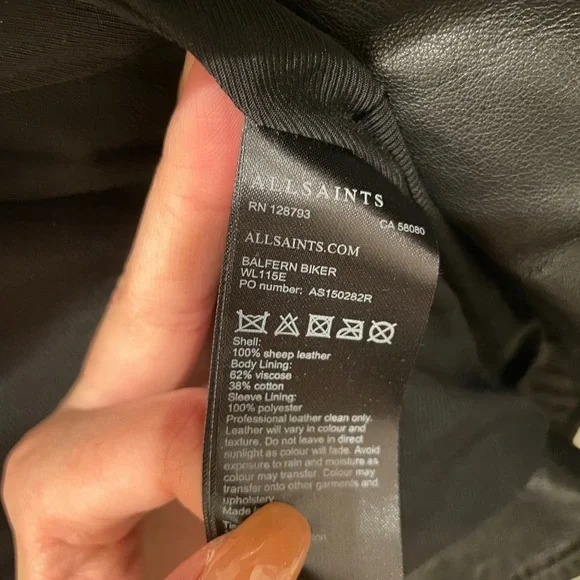 ALLSAINTS
RN 128793 CA 58080
ALLSAINTS.COM
BALFERN BIKER
WL115E
PO number: AS150282R
Shell:
100% sheep leather
Body Lining:
62% viscose
38% cotton
Sleeve Lining:
100% polyester
Professional leather clean only.
Leather will vary in colour and
texture. Do not leave in direct
sunlight as colour will fade. Avoid
exposure to rain and moisture as
colour may transfer. Colour may
transfer onto other garments and
upholstery.
Made